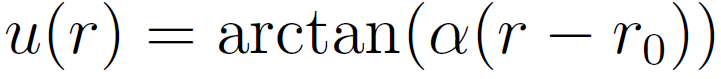 u(r) = arctan(α(r − r₀))